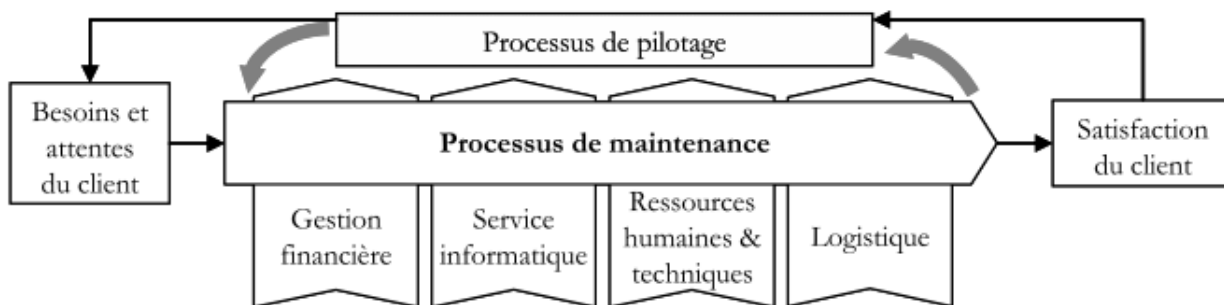 Processus de pilotage
Besoins et
attentes
du client
Processus de maintenance
Satisfaction
du client
Gestion
financière
Service
informatique
Ressources
humaines &
techniques
Logistique